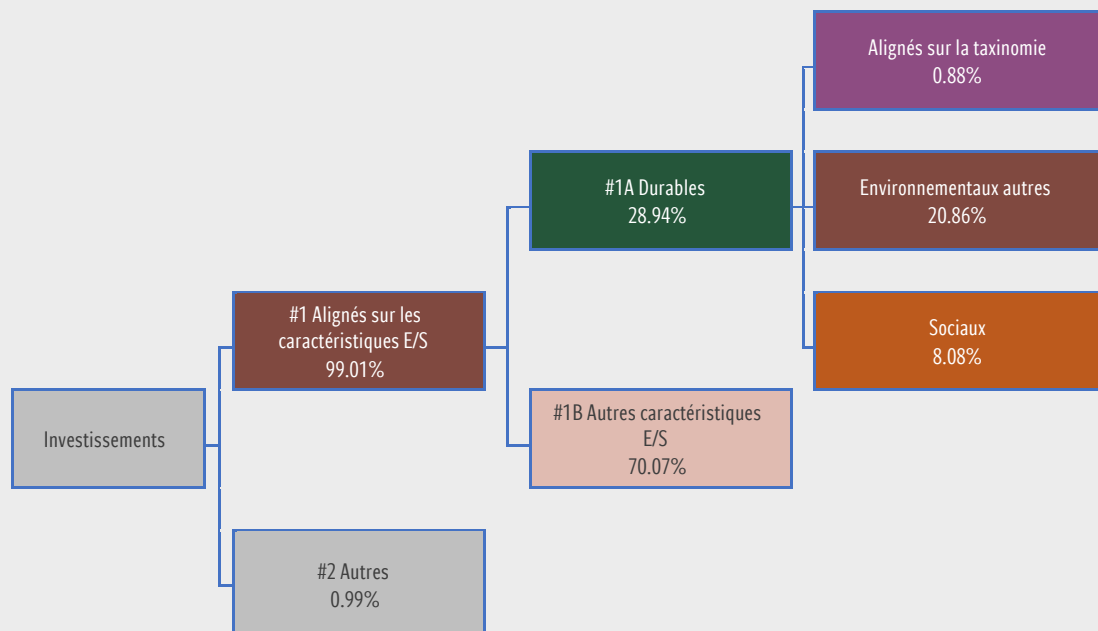 Alignés sur la taxinomie
0.88%
#1A Durables
28.94%
Environnementaux autres
20.86%
#1 Alignés sur les
caractéristiques E/S
99.01%
Sociaux
8.08%
Investissements
#1B Autres caractéristiques
E/S
70.07%
#2 Autres
0.99%